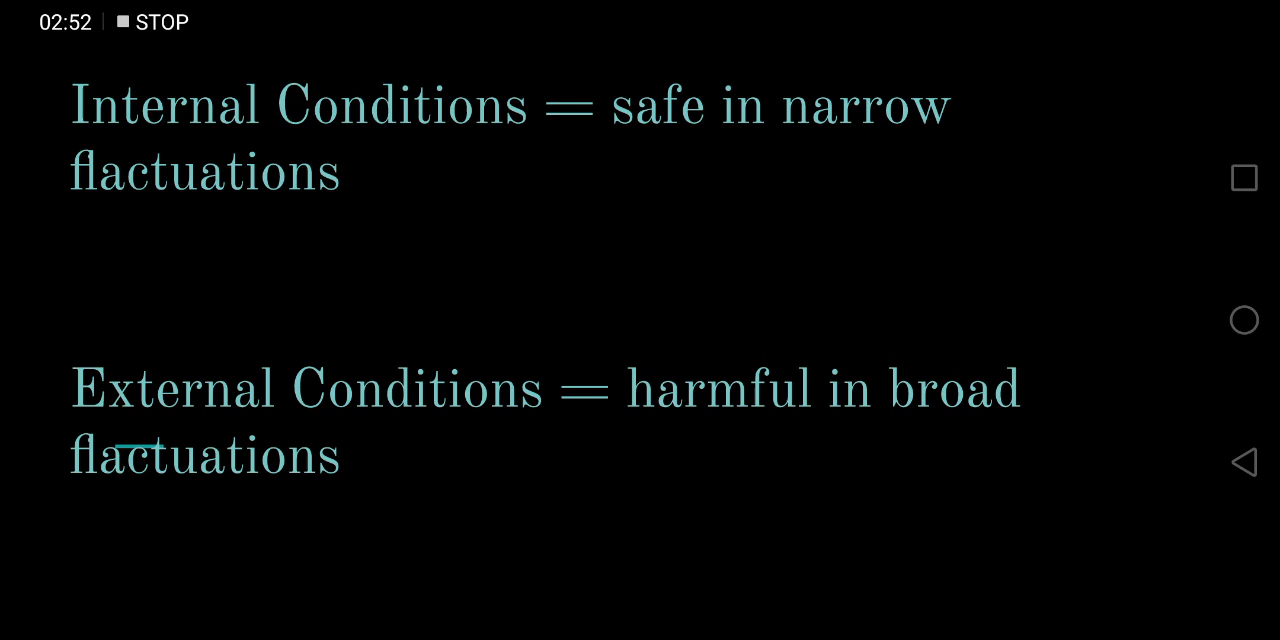 02:52 STOP
Internal Conditions = safe in narrow
flactuations
External Conditions = harmful in broad
flactuations